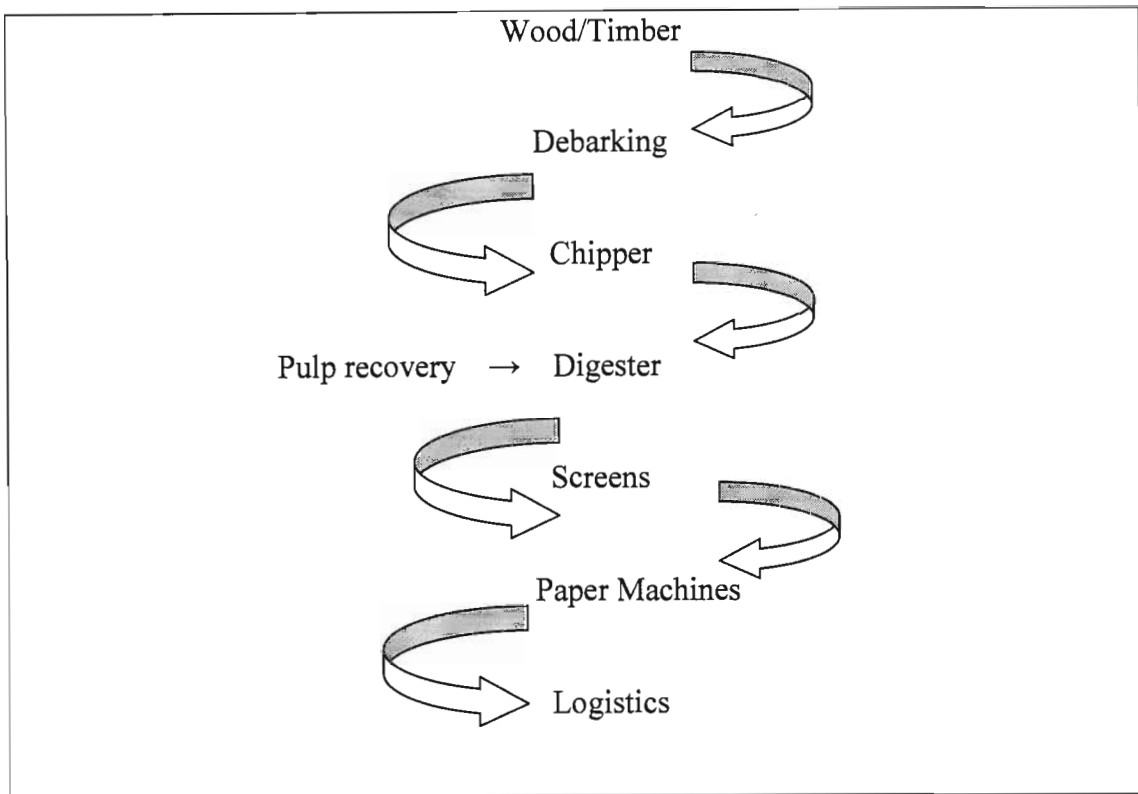 Wood/Timber
Debarking
Chipper
Pulp recovery → Digester
Screens
Paper Machines
Logistics